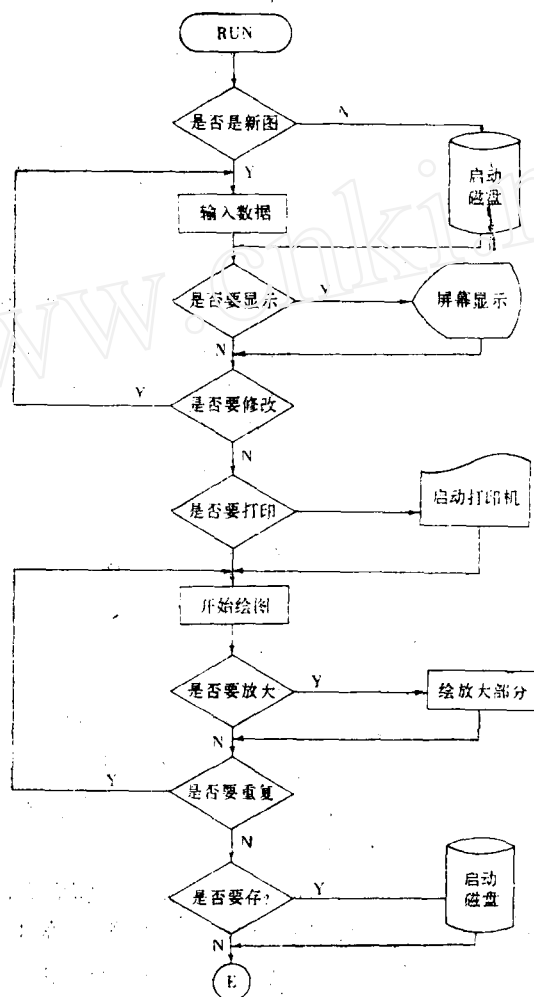 RUN
是否是新图
N
启动
磁盘
Y
输入数据
是否要显示
Y
屏幕显示
N
是否要修改
Y
N
是否要打印
启动打印机
开始绘图
是否要放大
Y
绘放大部分
N
是否要重复
Y
N
是否要存?
Y
启动
磁盘
N
E